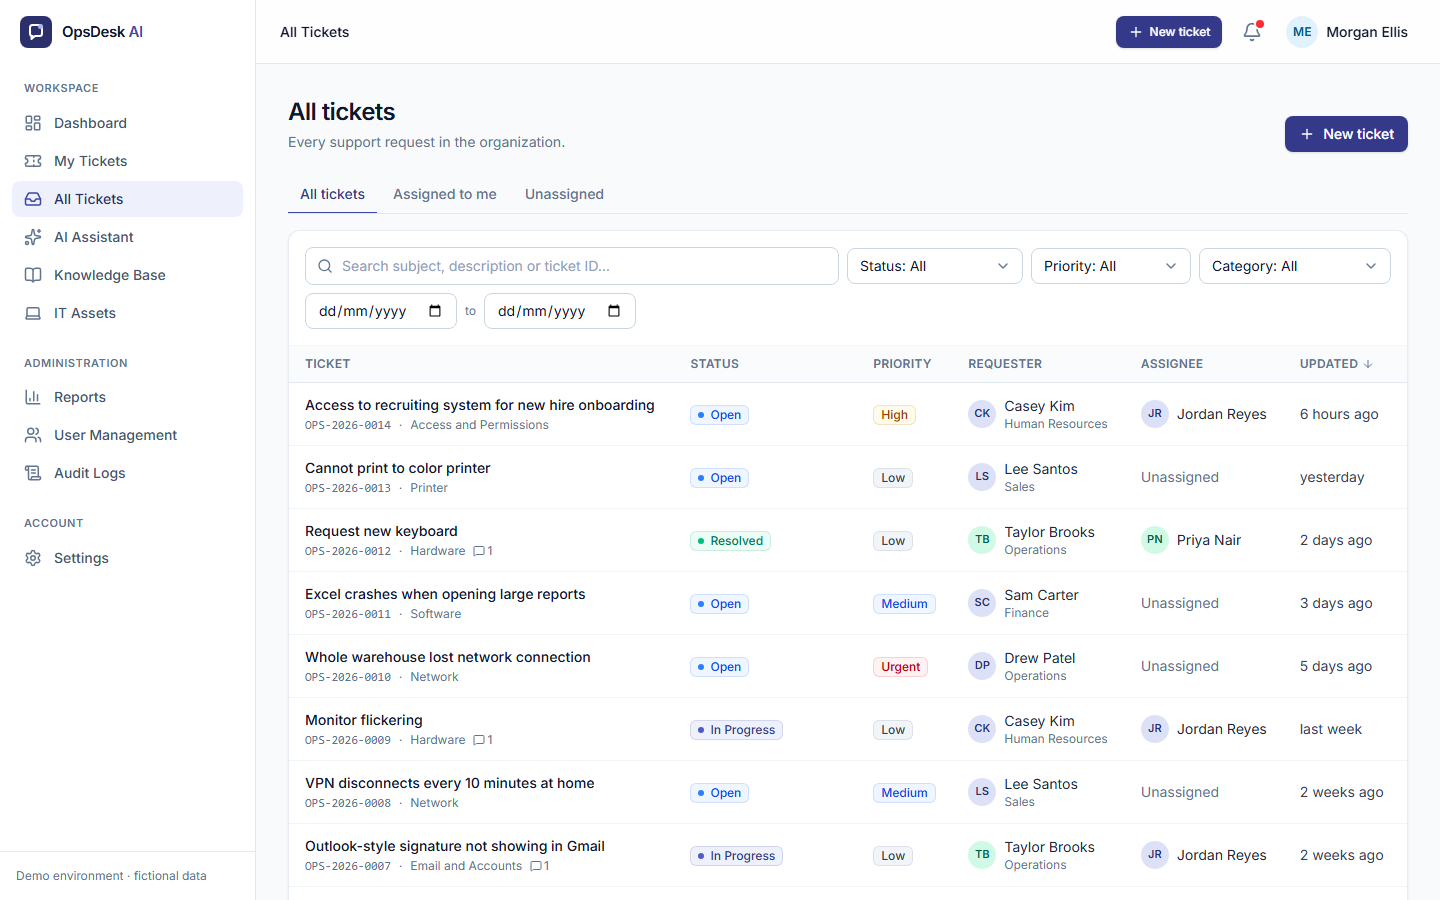 OpsDesk AI
All Tickets
New ticket
ME
Morgan Ellis
WORKSPACE
Dashboard
My Tickets
All Tickets
AI Assistant
Knowledge Base
IT Assets
ADMINISTRATION
Reports
User Management
Audit Logs
ACCOUNT
Settings
Demo environment · fictional data
All tickets
Every support request in the organization.
New ticket
All tickets Assigned to me Unassigned
Search subject, description or ticket ID...
Status: All
Priority: All
Category: All
dd/mm/yyyy to dd/mm/yyyy
TICKET STATUS PRIORITY REQUESTER ASSIGNEE UPDATED ↓
Access to recruiting system for new hire onboarding
OPS-2026-0014 · Access and Permissions
Open
High
CK
Casey Kim
Human Resources
JR
Jordan Reyes
6 hours ago
Cannot print to color printer
OPS-2026-0013 · Printer
Open
Low
LS
Lee Santos
Sales
Unassigned
yesterday
Request new keyboard
OPS-2026-0012 · Hardware 1
Resolved
Low
TB
Taylor Brooks
Operations
PN
Priya Nair
2 days ago
Excel crashes when opening large reports
OPS-2026-0011 · Software
Open
Medium
SC
Sam Carter
Finance
Unassigned
3 days ago
Whole warehouse lost network connection
OPS-2026-0010 · Network
Open
Urgent
DP
Drew Patel
Operations
Unassigned
5 days ago
Monitor flickering
OPS-2026-0009 · Hardware 1
In Progress
Low
CK
Casey Kim
Human Resources
JR
Jordan Reyes
last week
VPN disconnects every 10 minutes at home
OPS-2026-0008 · Network
Open
Medium
LS
Lee Santos
Sales
Unassigned
2 weeks ago
Outlook-style signature not showing in Gmail
OPS-2026-0007 · Email and Accounts 1
In Progress
Low
TB
Taylor Brooks
Operations
JR
Jordan Reyes
2 weeks ago